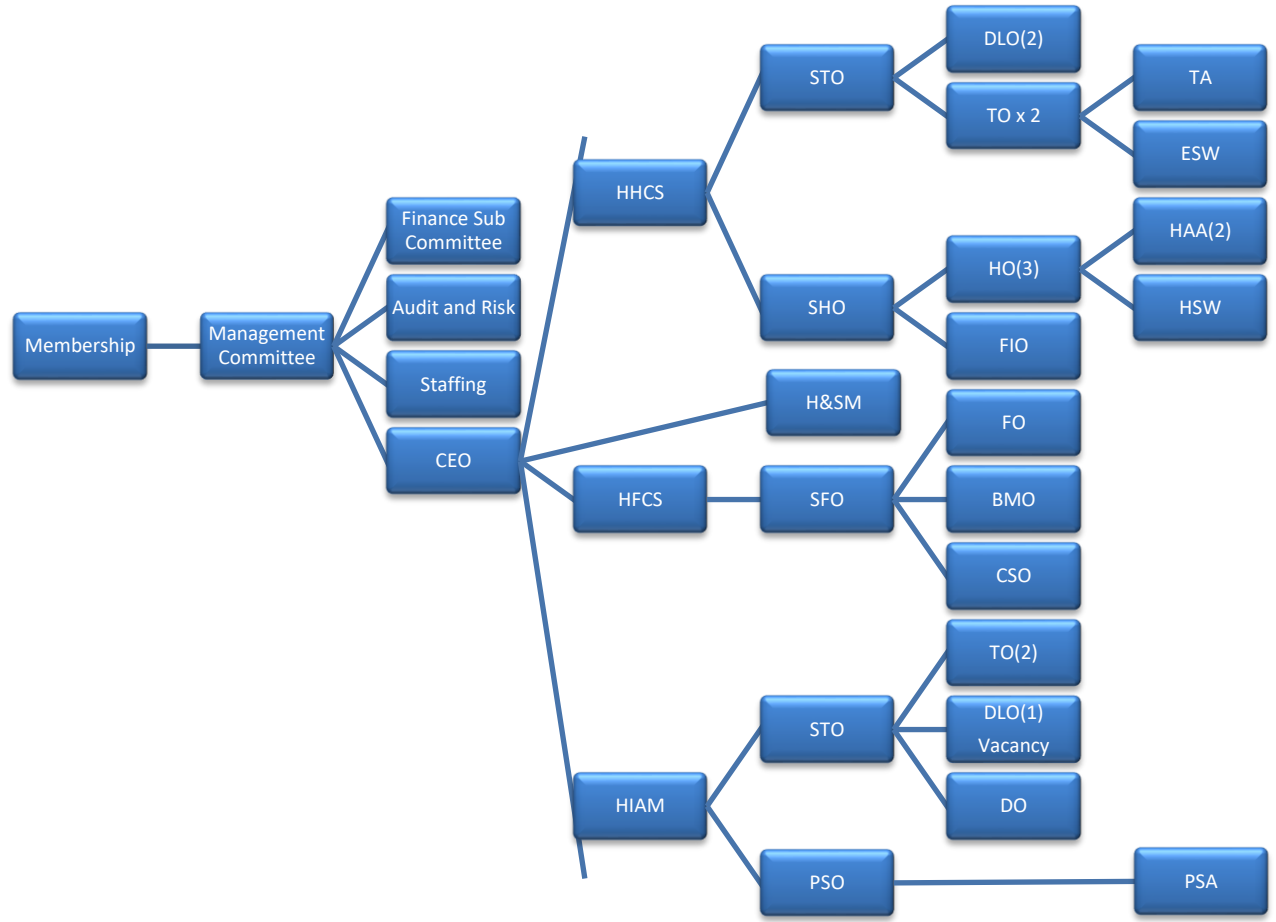 Membership
Management
Committee
Finance Sub
Committee
Audit and Risk
Staffing
CEO
HHCS
STO
DLO(2)
TO x 2
TA
ESW
SHO
HO(3)
HAA(2)
HSW
FIO
H&SM
HFCS
SFO
FO
BMO
CSO
HIAM
STO
TO(2)
DLO(1)
Vacancy
DO
PSO
PSA